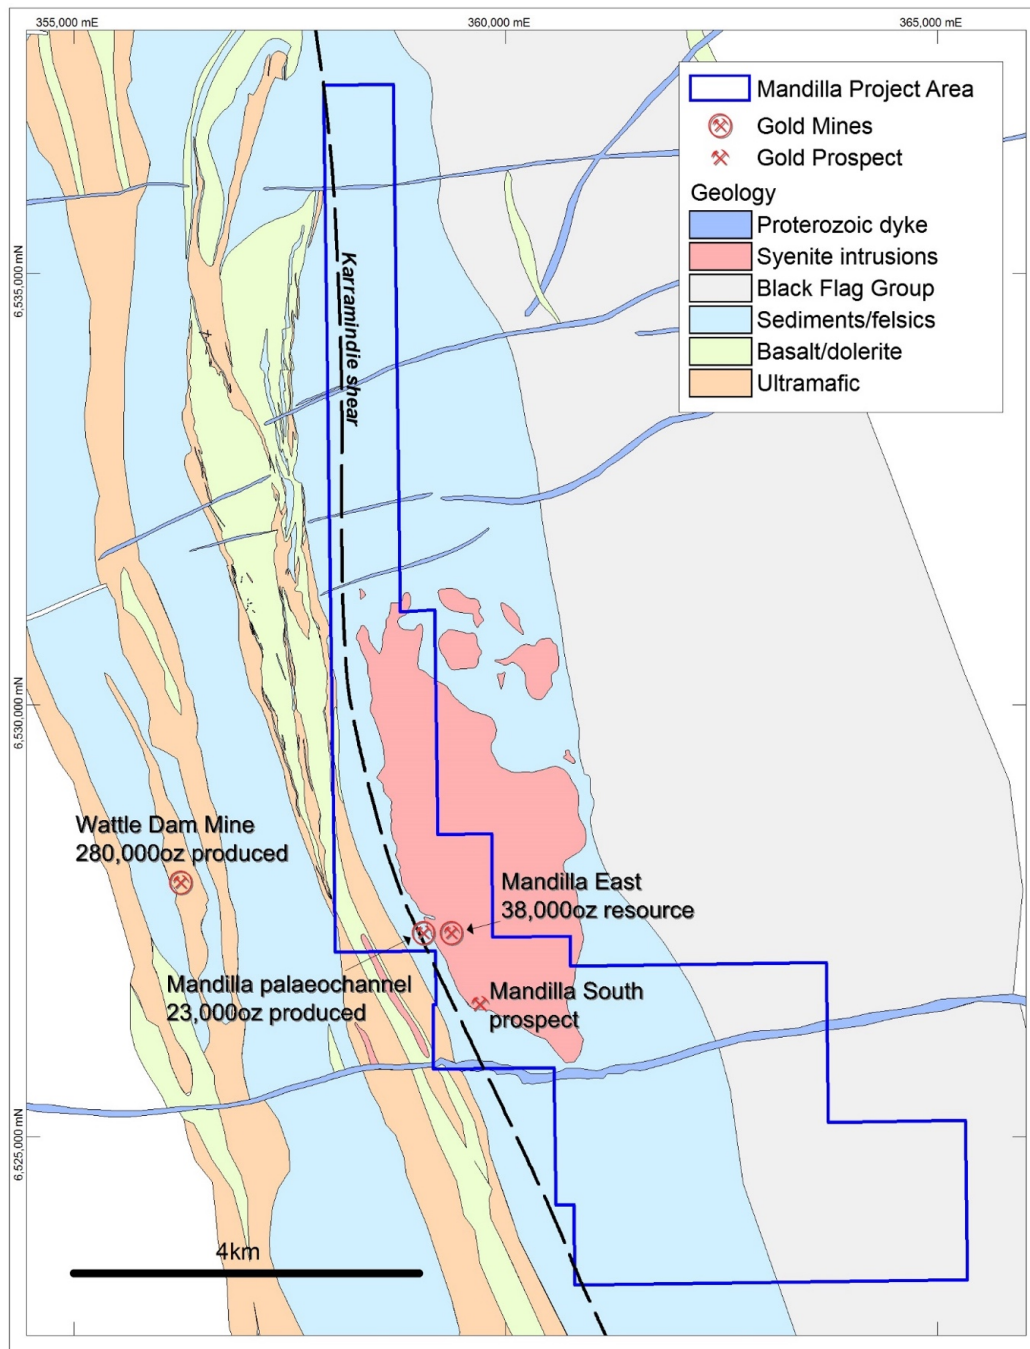 355,000 mE
360,000 mE
365,000 mE
Mandilla Project Area
Gold Mines
Gold Prospect
Geology
Proterozoic dyke
Syenite intrusions
Black Flag Group
Sediments/felsics
Basalt/dolerite
Ultramafic
6,535,000 mN
Karramindie shear
6,530,000 mN
Wattle Dam Mine
280,000oz produced
Mandilla East
38,000oz resource
Mandilla palaeochannel
23,000oz produced
Mandilla South
prospect
6,525,000 mN
4km